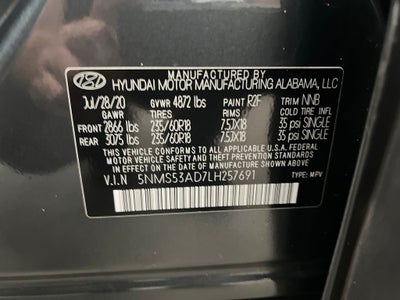 MANUFACTURED BY
HYUNDAI MOTOR MANUFACTURING ALABAMA, LLC
Jul/28/20 GVWR 4872 lbs PAINT R2F TRIM NNB
GAWR TIRES RIMS COLD TIRE INFL
FRONT 2866 lbs 235/60R18 7.5JX18 35 psi SINGLE
REAR 3075 lbs 235/60R18 7.5JX18 35 psi SINGLE
THIS VEHICLE CONFORMS TO ALL APPLICABLE FEDERAL
MOTOR VEHICLE SAFETY AND THEFT PREVENTION STANDARDS
IN EFFECT ON THE DATE OF MANUFACTURE SHOWN ABOVE
V.I.N 5NMS53AD7LH257691 TYPE: MPV